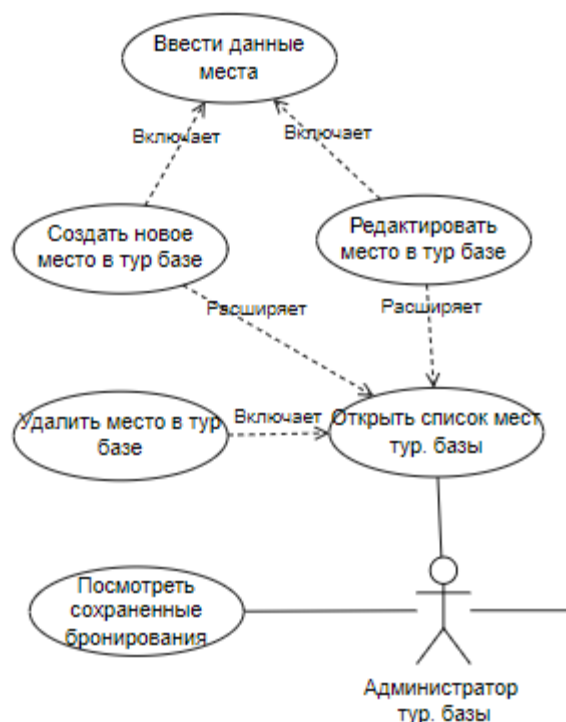 Ввести данные
места
Включает
Включает
Создать новое
место в тур базе
Редактировать
место в тур базе
Расширяет
Расширяет
Удалить место в тур
базе
Включает
Открыть список мест
тур. базы
Посмотреть
сохраненные
бронирования
Администратор
тур. базы